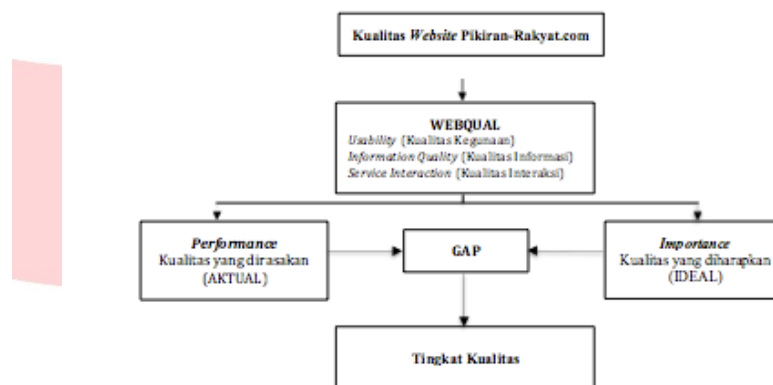 Kualitas Website Pikiran-Rakyat.com
WEBQUAL
Usability (Kualitas Kegunaan)
Information Quality (Kualitas Informasi)
Service Interaction (Kualitas Interaksi)
Performance
Kualitas yang dirasakan
(AKTUAL)
GAP
Importance
Kualitas yang diharapkan
(IDEAL)
Tingkat Kualitas